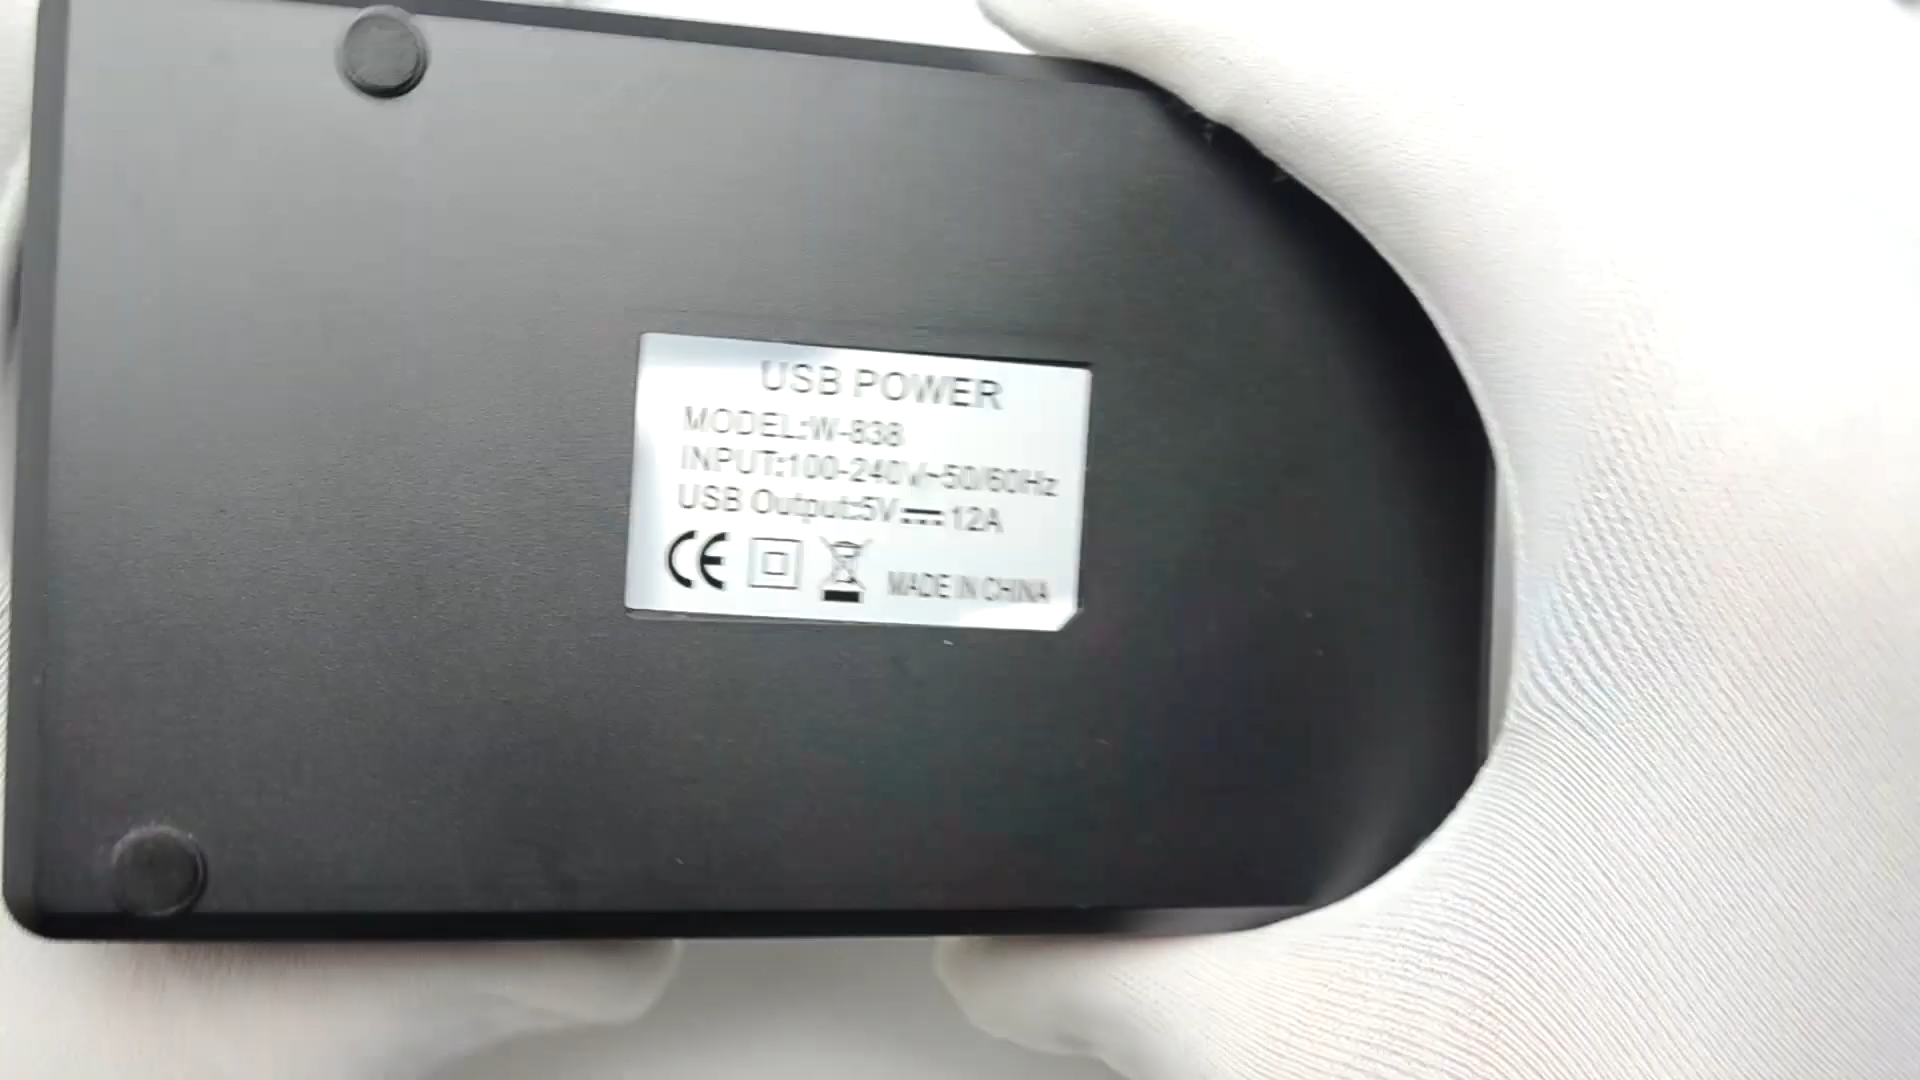 USB POWER
MODEL:W-838
INPUT:100-240V~50/60Hz
USB Output:5V⎓12A
CE MADE IN CHINA